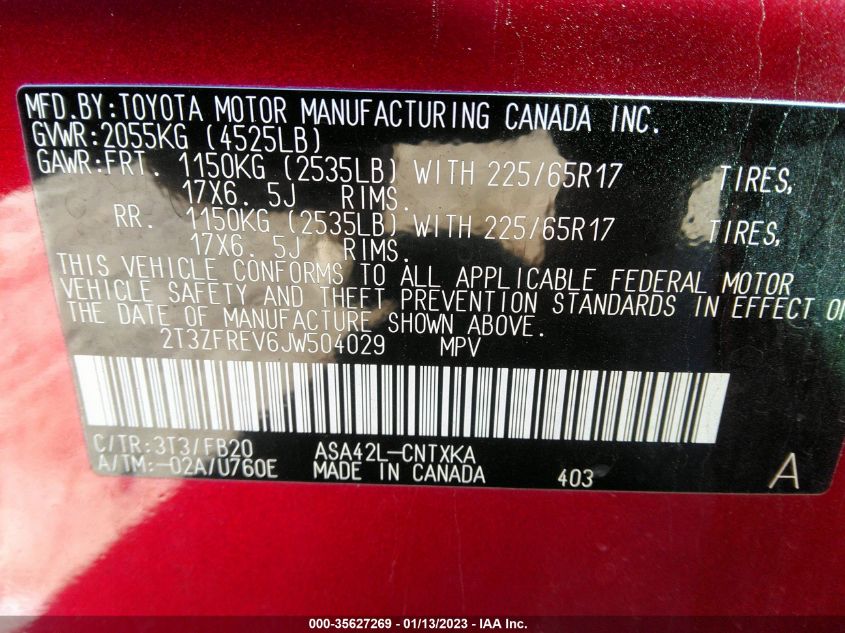 MFD.BY:TOYOTA MOTOR MANUFACTURING CANADA INC.
GVWR:2055KG (4525LB)
GAWR:FRT. 1150KG (2535LB) WITH 225/65R17 TIRES,
17X6. 5J RIMS.
RR. 1150KG (2535LB) WITH 225/65R17 TIRES,
17X6. 5J RIMS.
THIS VEHICLE CONFORMS TO ALL APPLICABLE FEDERAL MOTOR
VEHICLE SAFETY AND THEFT PREVENTION STANDARDS IN EFFECT ON
THE DATE OF MANUFACTURE SHOWN ABOVE.
2T3ZFREV6JW504029 MPV
C/TR:3T3/FB20 ASA42L-CNTXKA
A/TM:-02A/U760E MADE IN CANADA 403 A
000-35627269 - 01/13/2023 - IAA Inc.